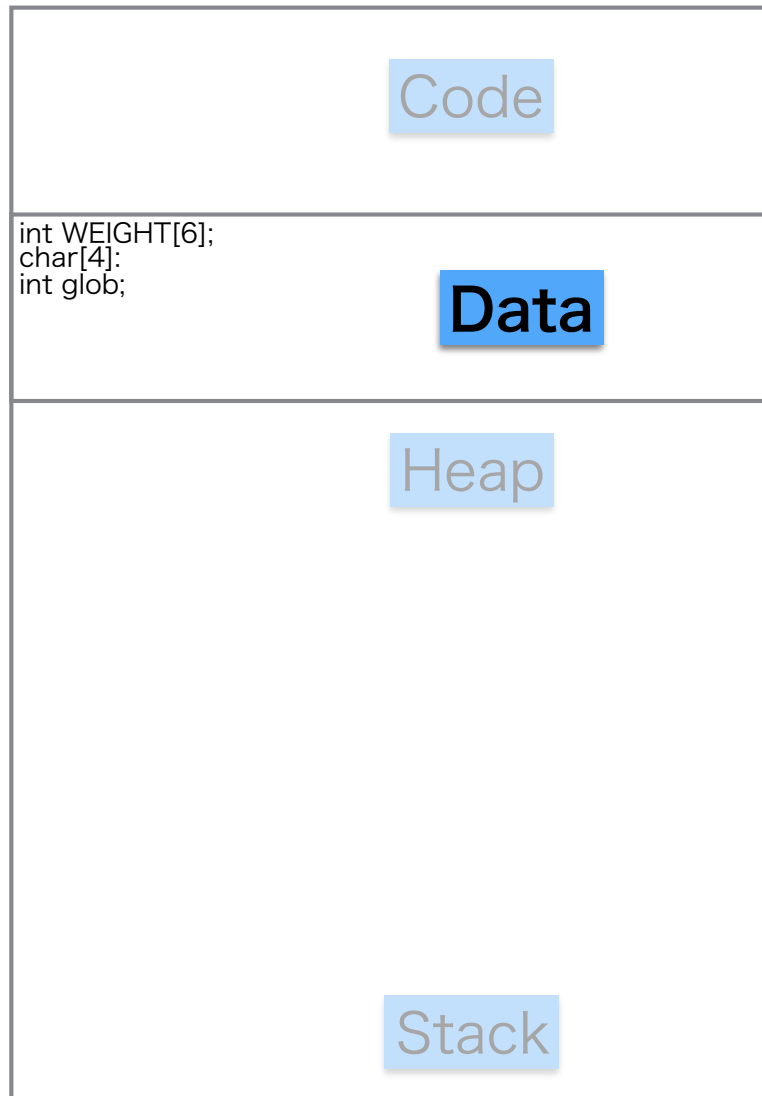 Code
int WEIGHT[6];
char[4]:
int glob;
Data
Heap
Stack